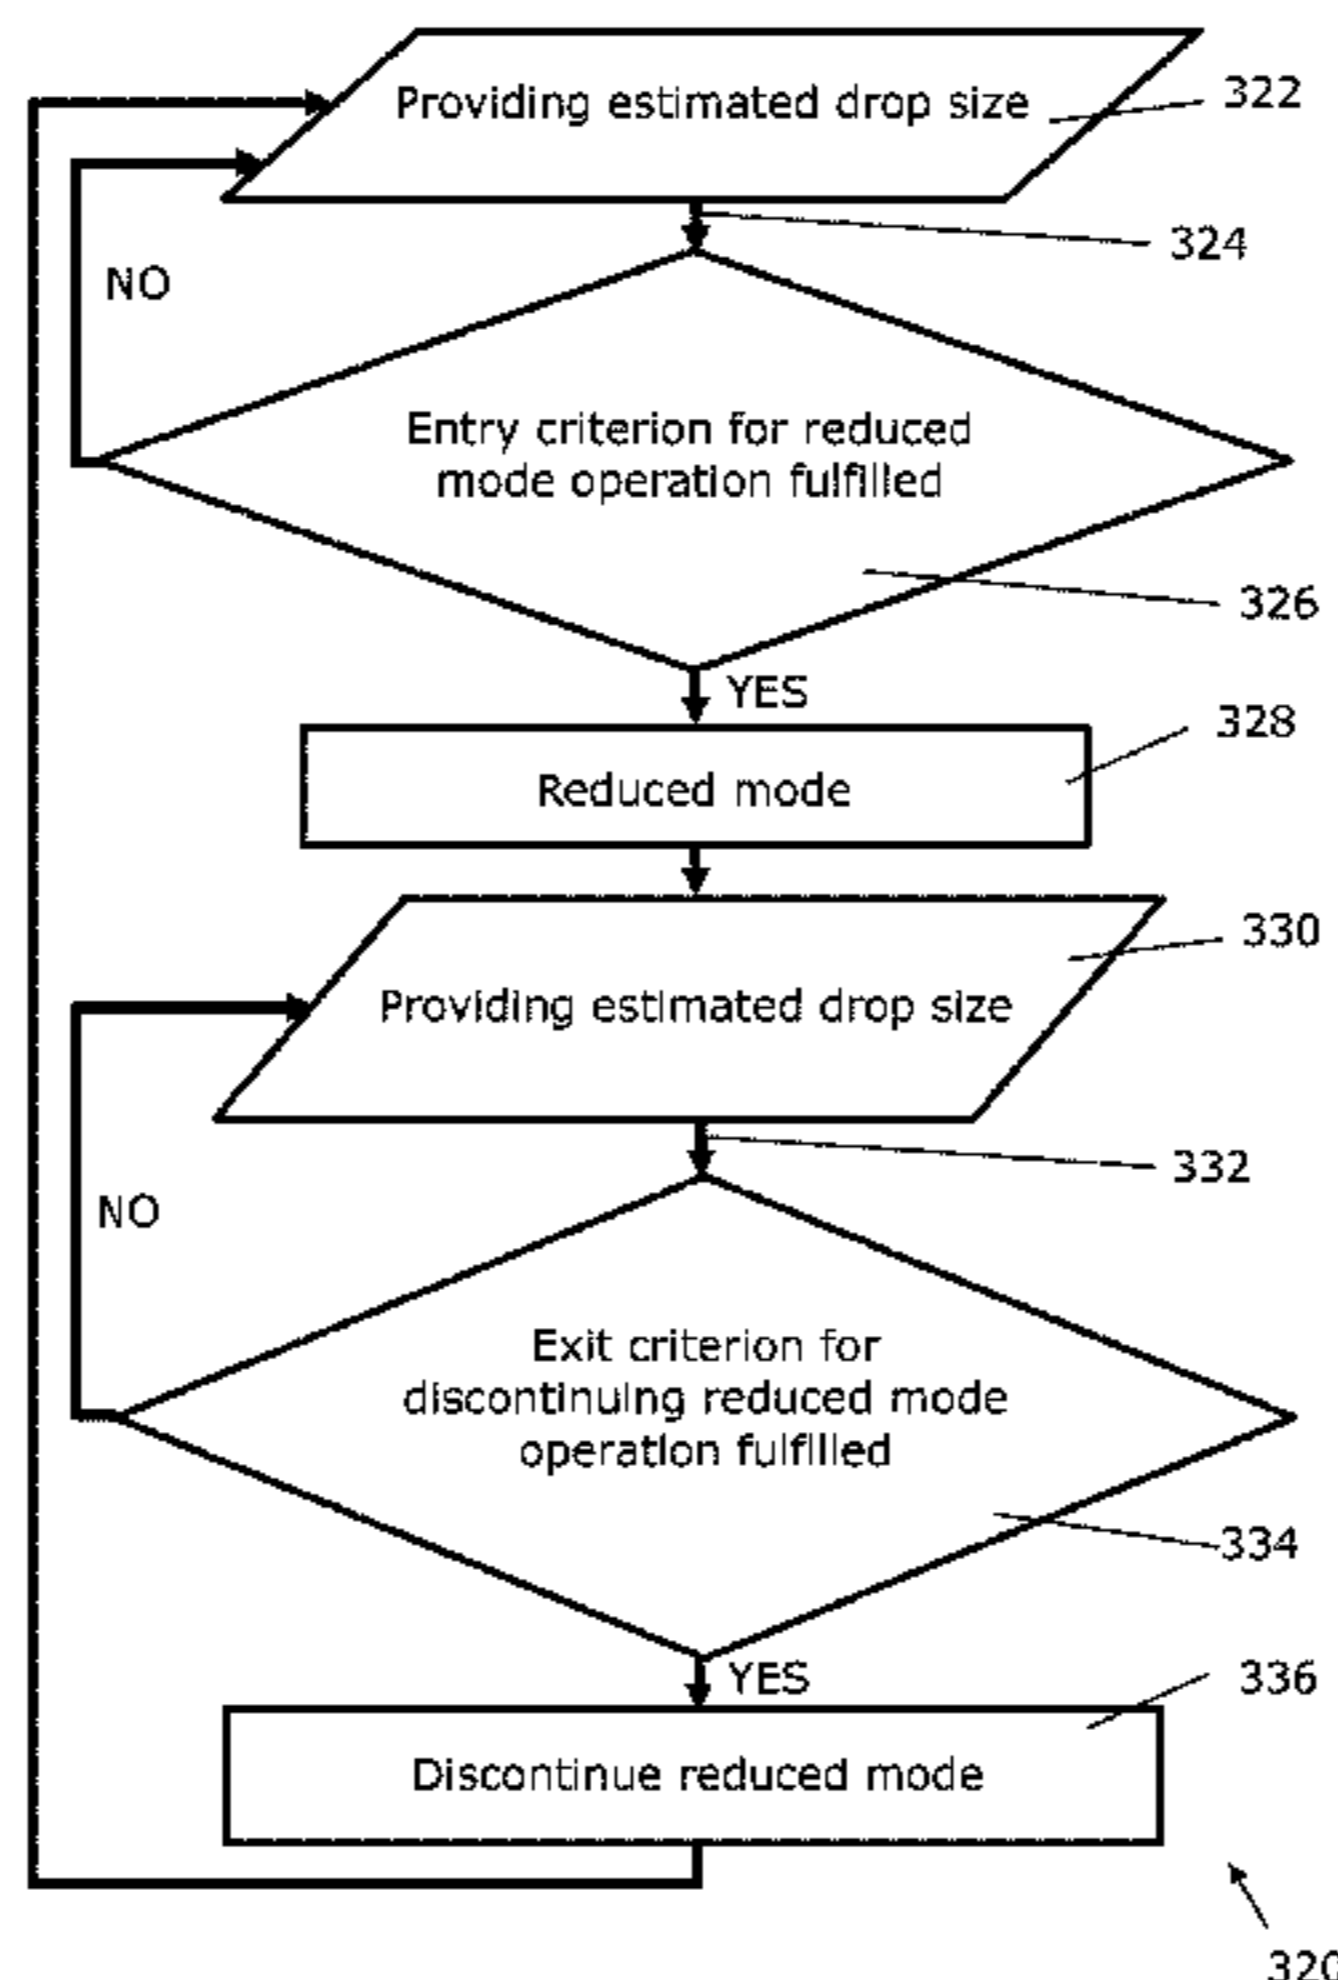 Providing estimated drop size
322
324
NO
Entry criterion for reduced
mode operation fulfilled
326
YES
328
Reduced mode
330
Providing estimated drop size
332
NO
Exit criterion for
discontinuing reduced mode
operation fulfilled
334
YES
336
Discontinue reduced mode
320